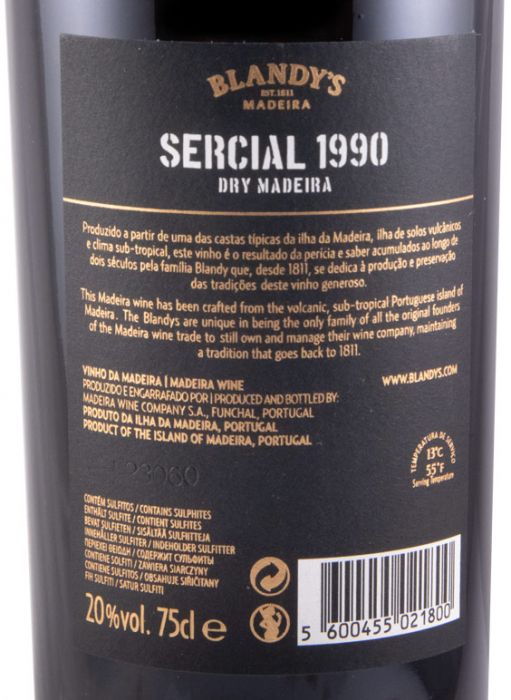 BLANDY'S
EST. 1811
MADEIRA
SERCIAL 1990
DRY MADEIRA
Produzido a partir de uma das castas típicas da ilha da Madeira, ilha de solos vulcânicos
e clima sub-tropical, este vinho é o resultado da perícia e saber acumulados ao longo de
dois séculos pela família Blandy que, desde 1811, se dedica à produção e preservação
das tradições deste vinho generoso.
This Madeira wine has been crafted from the volcanic, sub-tropical Portuguese island of
Madeira. The Blandys are unique in being the only family of all the original founders
of the Madeira wine trade to still own and manage their wine company, maintaining
a tradition that goes back to 1811.
VINHO DA MADEIRA | MADEIRA WINE
PRODUZIDO E ENGARRAFADO POR | PRODUCED AND BOTTLED BY:
MADEIRA WINE COMPANY S.A., FUNCHAL, PORTUGAL
PRODUTO DA ILHA DA MADEIRA, PORTUGAL
PRODUCT OF THE ISLAND OF MADEIRA, PORTUGAL
WWW.BLANDYS.COM
TEMPERATURA DE SERVIÇO
13°C
55°F
Serving Temperature
CONTÉM SULFITOS / CONTAINS SULPHITES
ENTHÄLT SULFITE / CONTIENT SULFITES
BEVAT SULFIETEN / SISÄLTÄÄ SULFIITTEJA
INNEHÅLLER SULFITER / INDEHOLDER SULFITTER
ΠΕΡΙΕΧΕΙ ΘΕΙΩΔΗ / СОДЕРЖИТ СУЛЬФИТЫ
CONTIENE SOLFITI / ZAWIERA SIARCZYNY
CONTIENE SULFITOS / OBSAHUJE SIŘIČITANY
FIH SULFITI / SATUR SULFITI
20%vol. 75cl e
5 600455 021800